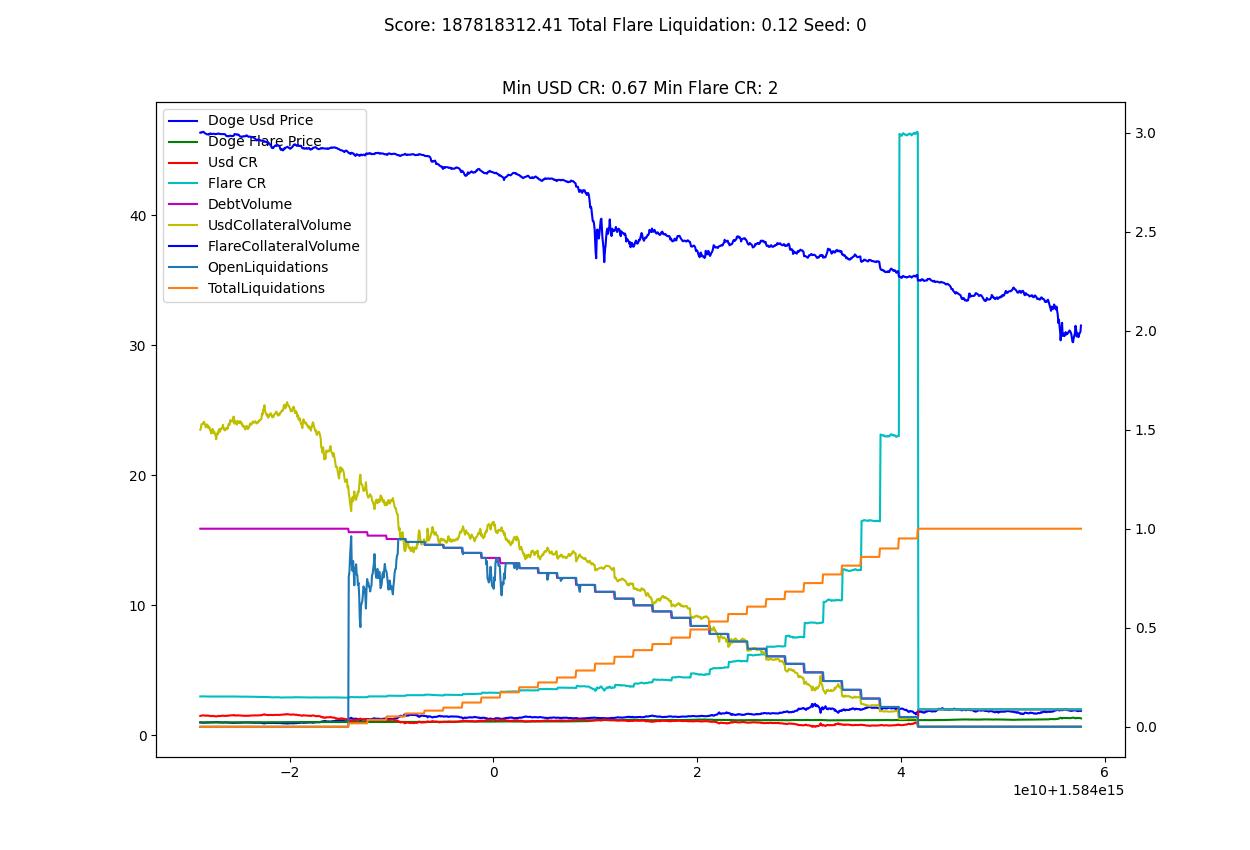 Score: 187818312.41 Total Flare Liquidation: 0.12 Seed: 0
Min USD CR: 0.67 Min Flare CR: 2
Doge Usd Price
Doge Flare Price
Usd CR
Flare CR
DebtVolume
UsdCollateralVolume
FlareCollateralVolume
OpenLiquidations
TotalLiquidations
40
30
20
10
0
3.0
2.5
2.0
1.5
1.0
0.5
0.0
−2
0
2
4
6
1e10+1.584e15